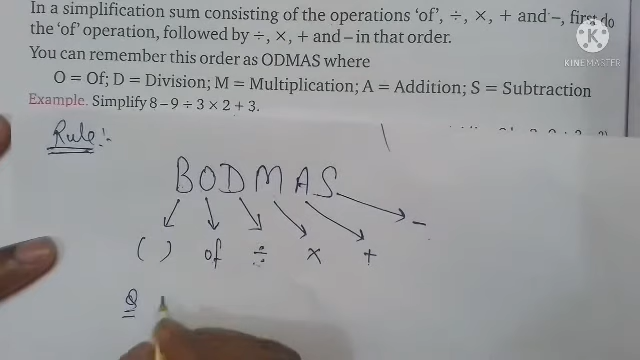 In a simplification sum consisting of the operations 'of', ÷, ×, + and –, first do
the 'of' operation, followed by ÷, ×, + and – in that order.
You can remember this order as ODMAS where
O = Of; D = Division; M = Multiplication; A = Addition; S = Subtraction
Example. Simplify 8 – 9 ÷ 3 × 2 + 3.
KINEMASTER
Rule:-
BODMAS
( ) of ÷ × + -
Q